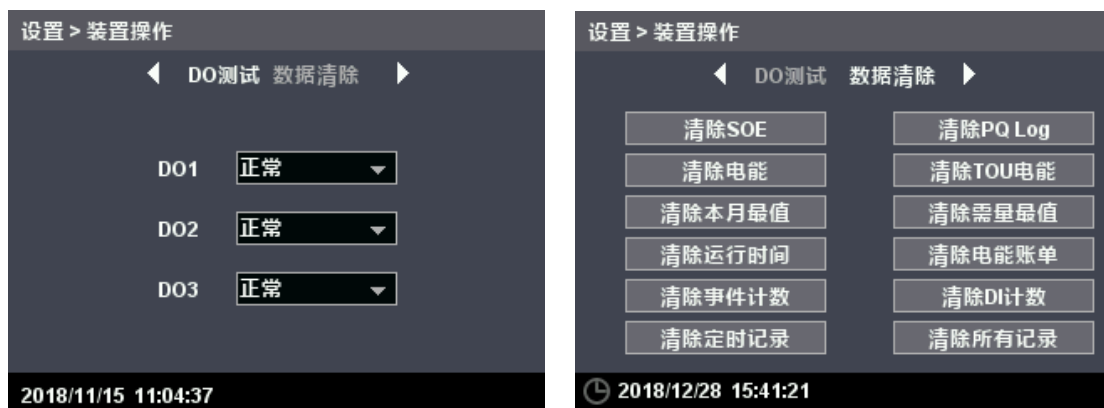 设置 > 装置操作
DO测试 数据清除
DO1 正常
DO2 正常
DO3 正常
2018/11/15 11:04:37
设置 > 装置操作
DO测试 数据清除
清除SOE 清除PQ Log
清除电能 清除TOU电能
清除本月最值 清除需量最值
清除运行时间 清除电能账单
清除事件计数 清除DI计数
清除定时记录 清除所有记录
2018/12/28 15:41:21